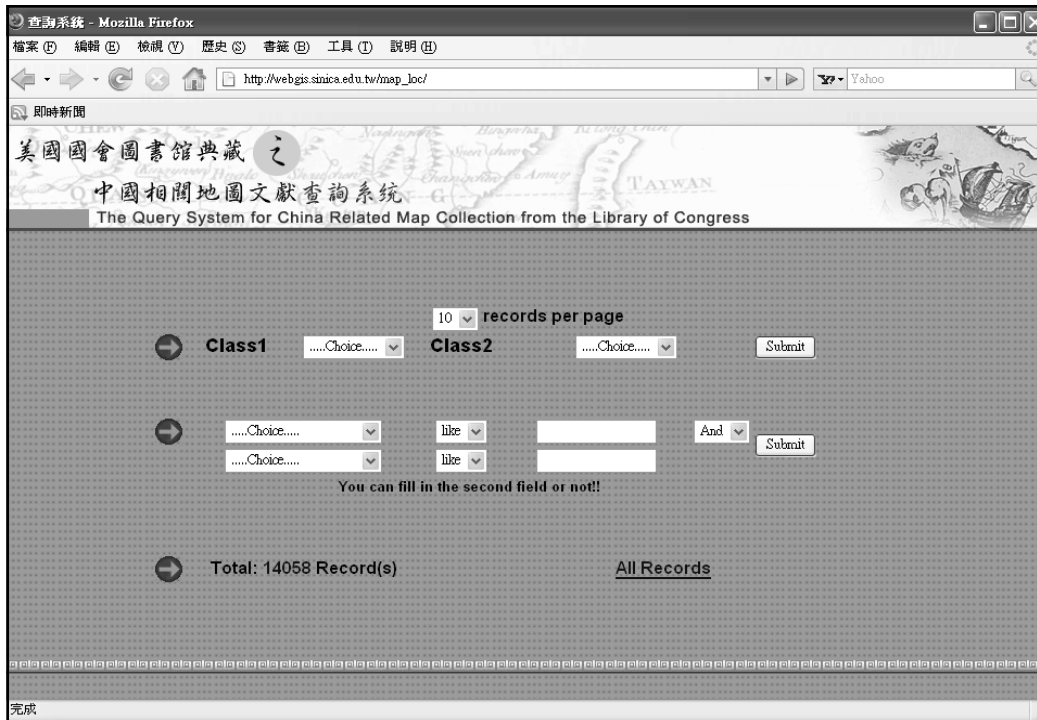 查詢系統 - Mozilla Firefox
檔案(F) 編輯(E) 檢視(V) 歷史(S) 書籤(B) 工具(T) 說明(H)
http://webgis.sinica.edu.tw/map_loc/ Yahoo
即時新聞
美國國會圖書館典藏 之
中國相關地圖文獻查詢系統
TAYWAN
The Query System for China Related Map Collection from the Library of Congress
10 records per page
Class1 .....Choice..... Class2 .....Choice..... Submit
.....Choice..... like And
Submit
.....Choice..... like
You can fill in the second field or not!!
Total: 14058 Record(s) All Records
完成